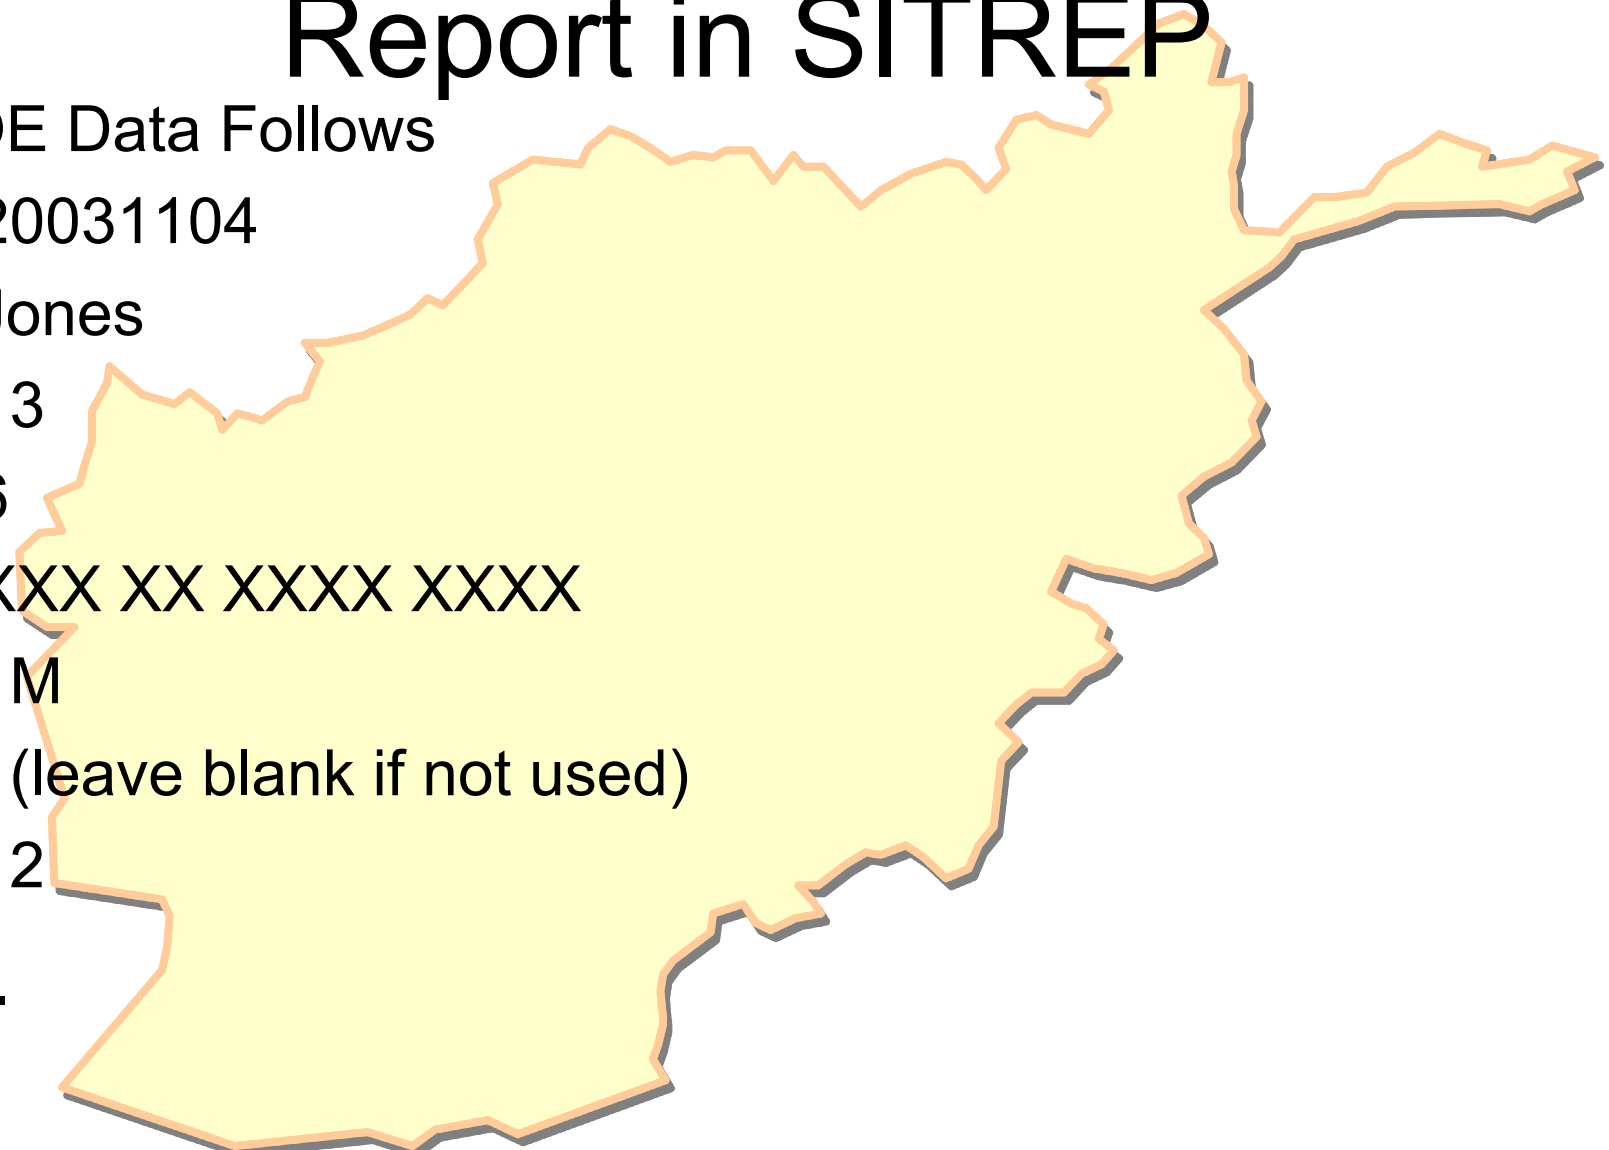 Report in SITREP
E Data Follows
20031104
Jones
3
XXX XX XXXX XXXX
M
(leave blank if not used)
2
.